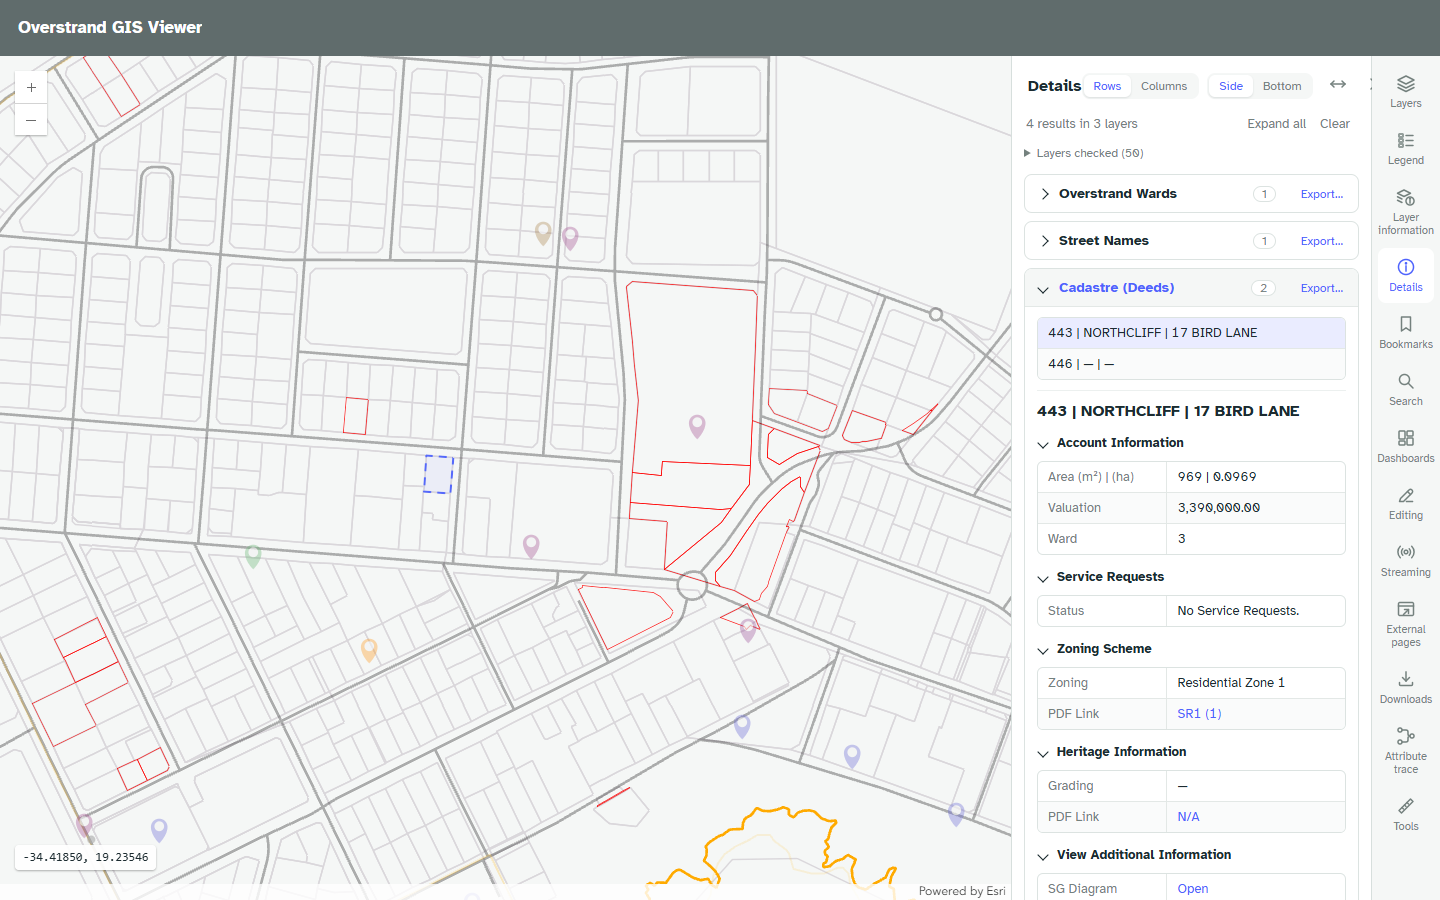 Overstrand GIS Viewer
+
−
Details
Rows
Columns
Side
Bottom
4 results in 3 layers
Expand all
Clear
Layers checked (50)
Overstrand Wards
1
Export...
Street Names
1
Export...
Cadastre (Deeds)
2
Export...
443 | NORTHCLIFF | 17 BIRD LANE
446 | — | —
443 | NORTHCLIFF | 17 BIRD LANE
Account Information
Area (m²) | (ha)
969 | 0.0969
Valuation
3,390,000.00
Ward
3
Service Requests
Status
No Service Requests.
Zoning Scheme
Zoning
Residential Zone 1
PDF Link
SR1 (1)
Heritage Information
Grading
—
PDF Link
N/A
View Additional Information
SG Diagram
Open
Layers
Legend
Layer
information
Details
Bookmarks
Search
Dashboards
Editing
Streaming
External
pages
Downloads
Attribute
trace
Tools
-34.41850, 19.23546
Powered by Esri